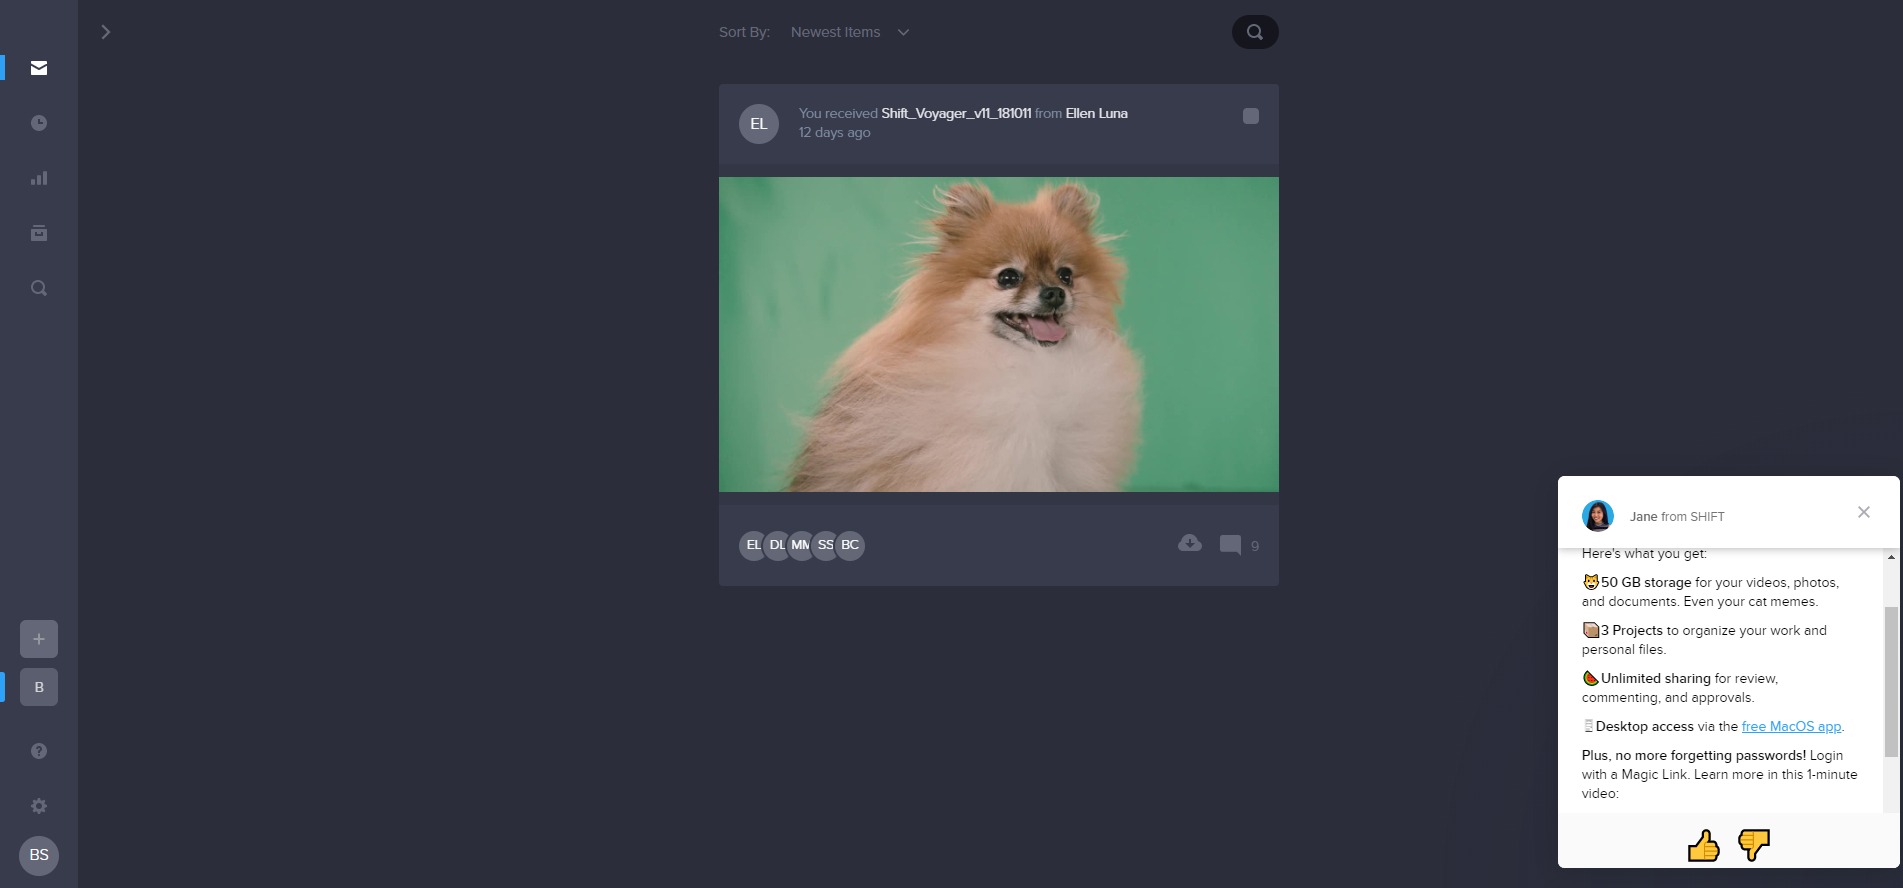 Sort By: Newest Items
EL
You received Shift_Voyager_v11_181011 from Ellen Luna
12 days ago
EL DL MM SS BC
9
B
BS
Jane from SHIFT
Here's what you get:
50 GB storage for your videos, photos,
and documents. Even your cat memes.
3 Projects to organize your work and
personal files.
Unlimited sharing for review,
commenting, and approvals.
Desktop access via the free MacOS app.
Plus, no more forgetting passwords! Login
with a Magic Link. Learn more in this 1-minute
video: